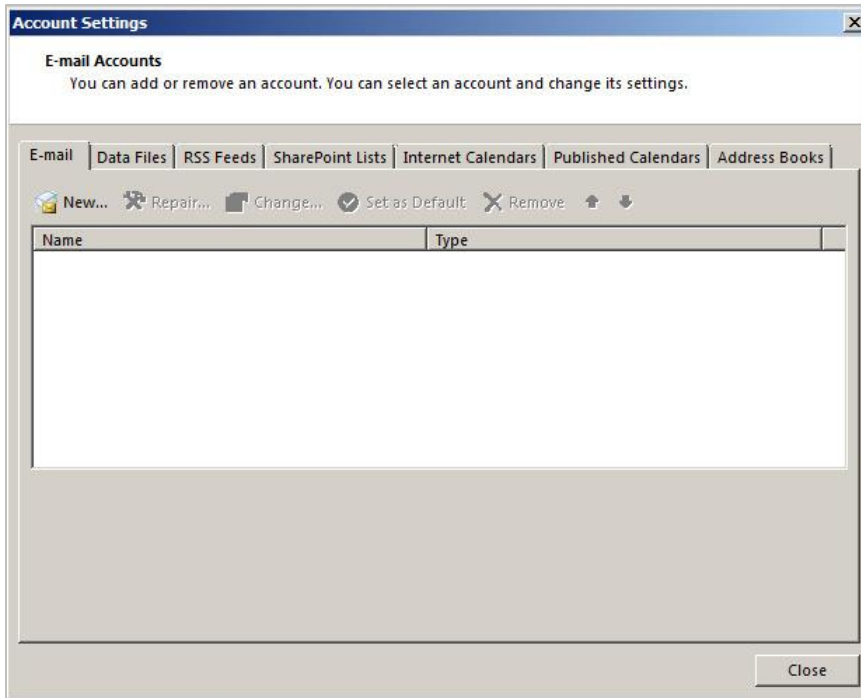 Account Settings
E-mail Accounts
You can add or remove an account. You can select an account and change its settings.
E-mail Data Files RSS Feeds SharePoint Lists Internet Calendars Published Calendars Address Books
New... Repair... Change... Set as Default Remove
Name Type
Close